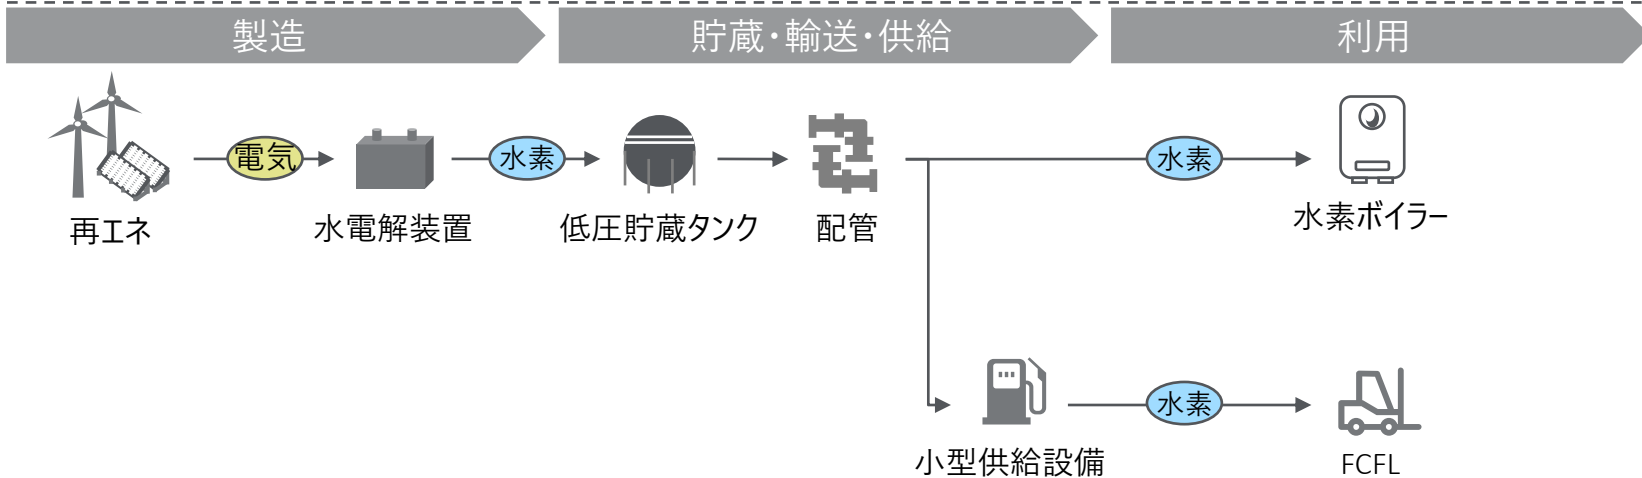 製造
貯蔵・輸送・供給
利用
電気
水素
水素
再エネ
水電解装置
低圧貯蔵タンク
配管
水素ボイラー
水素
小型供給設備
FCFL